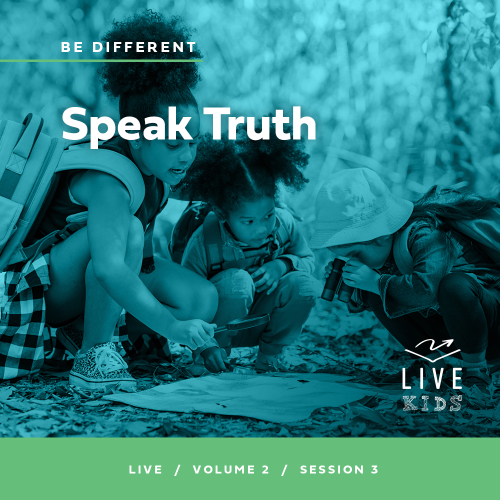 BE DIFFERENT
Speak Truth
LIVE
KIDS
LIVE / VOLUME 2 / SESSION 3